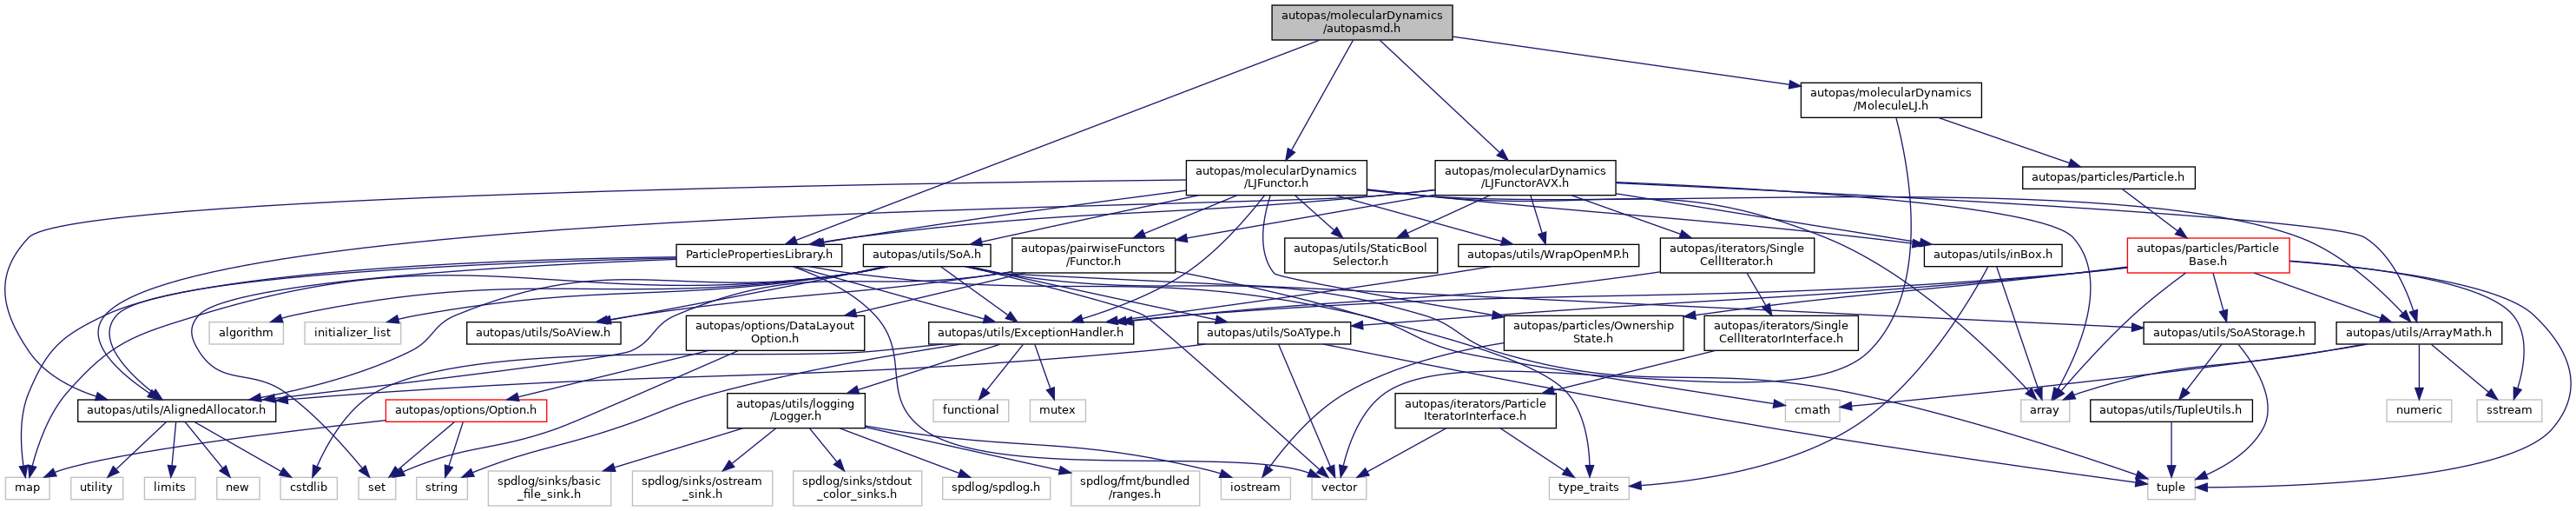 autopas/molecularDynamics
/autopasmd.h
autopas/molecularDynamics
/MoleculeLJ.h
autopas/molecularDynamics
/LJFunctor.h
autopas/molecularDynamics
/LJFunctorAVX.h
autopas/particles/Particle.h
ParticlePropertiesLibrary.h
autopas/utils/SoA.h
autopas/pairwiseFunctors
/Functor.h
autopas/utils/StaticBool
Selector.h
autopas/utils/WrapOpenMP.h
autopas/iterators/Single
CellIterator.h
autopas/utils/inBox.h
autopas/particles/Particle
Base.h
algorithm
initializer_list
autopas/utils/SoAView.h
autopas/options/DataLayout
Option.h
autopas/utils/ExceptionHandler.h
autopas/utils/SoAType.h
autopas/particles/Ownership
State.h
autopas/iterators/Single
CellIteratorInterface.h
autopas/utils/SoAStorage.h
autopas/utils/ArrayMath.h
autopas/utils/AlignedAllocator.h
autopas/options/Option.h
autopas/utils/logging
/Logger.h
functional
mutex
autopas/iterators/Particle
IteratorInterface.h
cmath
array
autopas/utils/TupleUtils.h
numeric
sstream
map
utility
limits
new
cstdlib
set
string
spdlog/sinks/basic
_file_sink.h
spdlog/sinks/ostream
_sink.h
spdlog/sinks/stdout
_color_sinks.h
spdlog/spdlog.h
spdlog/fmt/bundled
/ranges.h
iostream
vector
type_traits
tuple